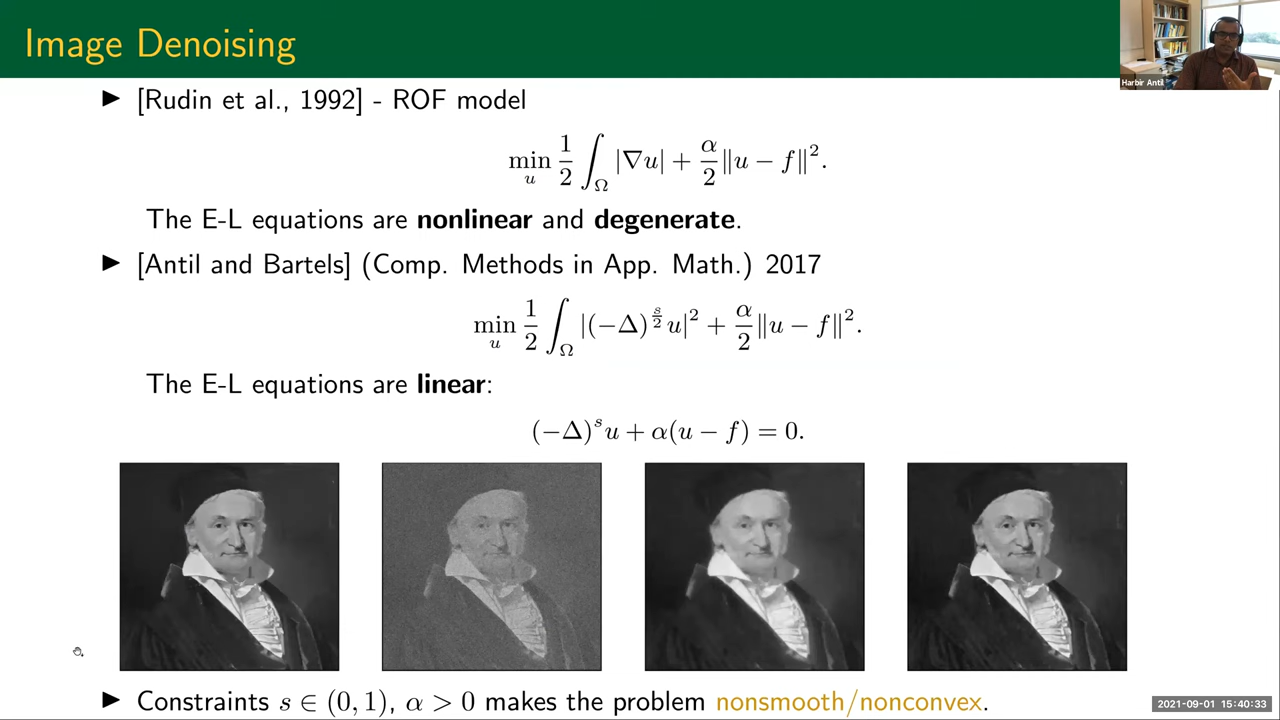 Image Denoising
Harbir Antil
▶ [Rudin et al., 1992] - ROF model
min_u 1/2 ∫_Ω |∇u| + α/2 ‖u − f‖².
The E-L equations are nonlinear and degenerate.
▶ [Antil and Bartels] (Comp. Methods in App. Math.) 2017
min_u 1/2 ∫_Ω |(−Δ)^{s/2} u|² + α/2 ‖u − f‖².
The E-L equations are linear:
(−Δ)^s u + α(u − f) = 0.
▶ Constraints s ∈ (0, 1), α > 0 makes the problem nonsmooth/nonconvex.
2021-09-01 15:40:33